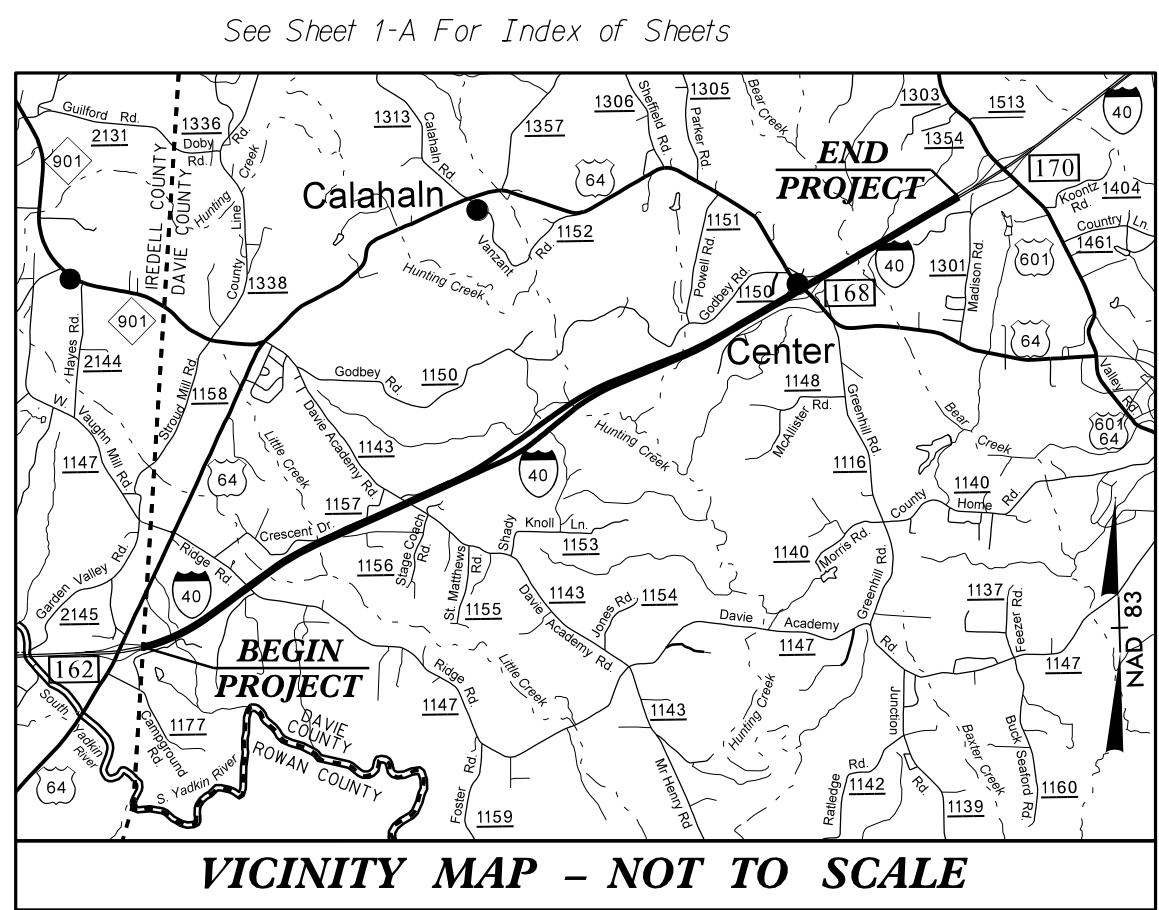 See Sheet 1-A For Index of Sheets
Guilford Rd.
2131
1336
Doby
Rd.
Rd.
901
IREDELL COUNTY
DAVIE COUNTY
Hunting
Creek
County
Line
1338
1313
Calahaln Rd.
1357
Calahaln
64
1306
Sheffield Rd.
1305
Parker Rd.
Bear Creek
END
PROJECT
1303
1513
1354
40
170
Koontz
Rd.
1404
Country Ln.
1461
601
1301
Madison Rd.
40
168
1151
Powell Rd.
1152
Vanzant
Rd.
Hunting Creek
Godbey Rd.
1150
Center
64
901
Hayes Rd.
2144
Stroud Mill Rd.
1158
W. Vaughn Mill Rd.
1147
Godbey Rd.
1150
Davie Academy Rd.
1143
Little Creek
64
Hunting Creek
40
1148
McAllister Rd.
Greenhill Rd.
1116
Bear Creek
Valley Rd.
601
64
1140
County Home Rd.
1157
Crescent Dr.
Ridge Rd.
1156
Stage Coach
Rd.
Shady
Knoll Ln.
1153
St. Matthews
Rd.
1155
1140
Morris Rd.
Greenhill Rd.
Garden Valley Rd.
2145
40
Davie Academy Rd.
1143
Jones Rd.
1154
Davie Academy
1147
Rd.
1137
Feezer Rd.
1147
NAD 83
162
BEGIN
PROJECT
South
Yadkin
River
1177
Campground
Rd.
64
S. Yadkin River
DAVIE
COUNTY
ROWAN COUNTY
Ridge Rd.
1147
Little Creek
1143
Hunting Creek
Mr Henry Rd.
Foster Rd.
1159
Junction
Rd.
Ratledge
Rd.
1142
1139
Baxter Creek
Buck Seaford Rd.
1160
VICINITY MAP – NOT TO SCALE